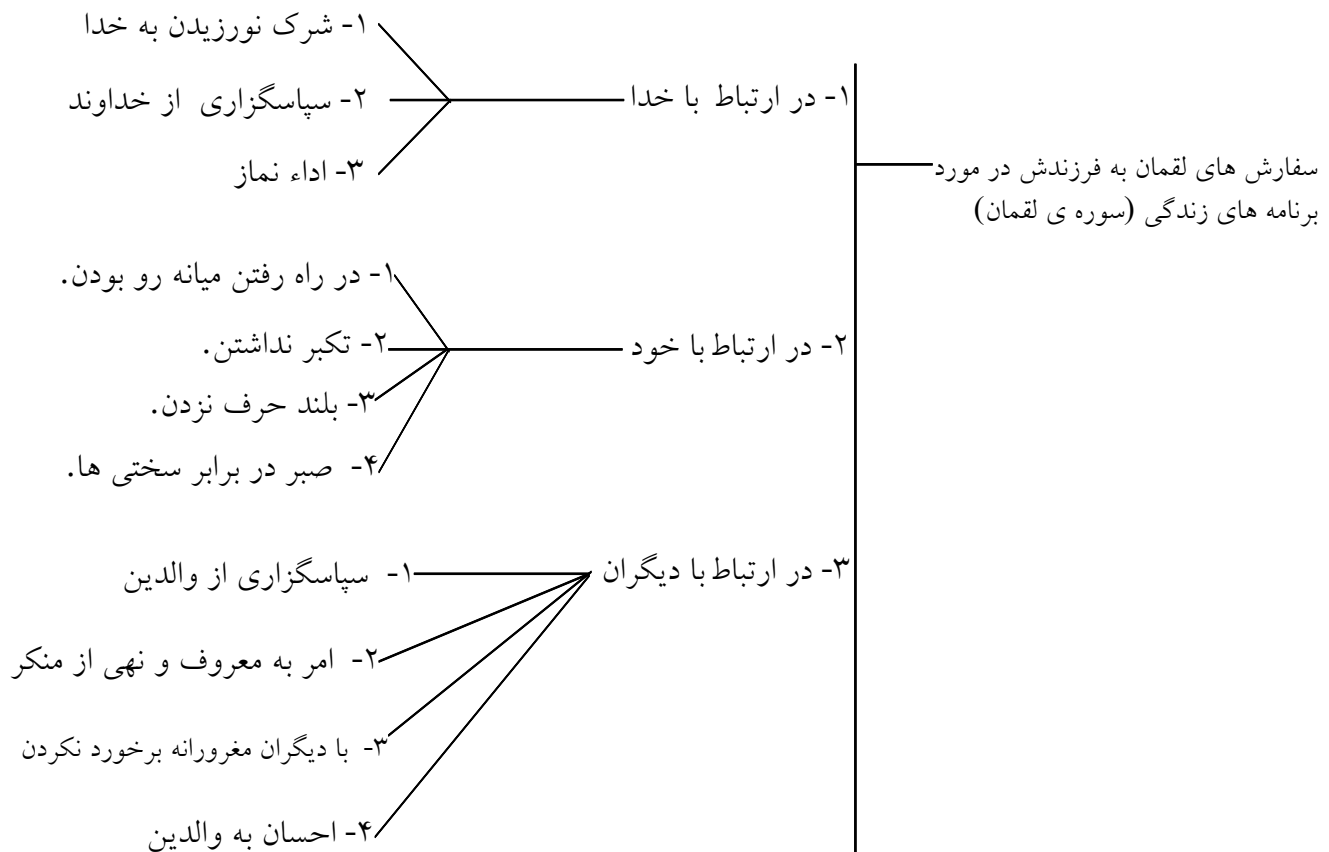 سفارش های لقمان به فرزندش در مورد
برنامه های زندگی (سوره ی لقمان)
۱- در ارتباط با خدا
۱- شرک نورزیدن به خدا
۲- سپاسگزاری از خداوند
۳- اداء نماز
۲- در ارتباط با خود
۱- در راه رفتن میانه رو بودن.
۲- تکبر نداشتن.
۳- بلند حرف نزدن.
۴- صبر در برابر سختی ها.
۳- در ارتباط با دیگران
۱- سپاسگزاری از والدین
۲- امر به معروف و نهی از منکر
۳- با دیگران مغرورانه برخورد نکردن
۴- احسان به والدین